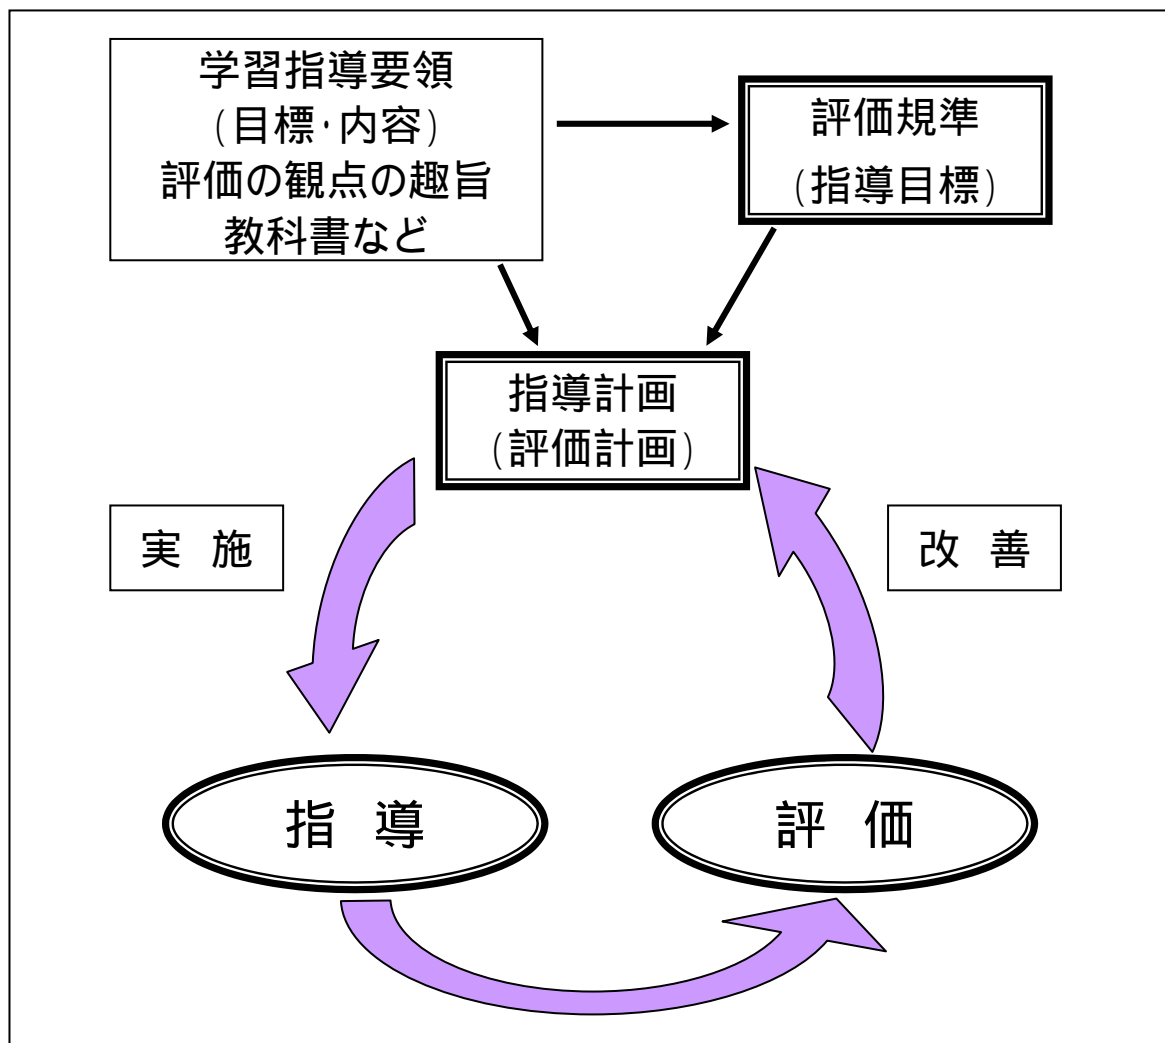 学習指導要領
(目標・内容)
評価の観点の趣旨
教科書など
評価規準
(指導目標)
指導計画
(評価計画)
実 施
改 善
指 導
評 価